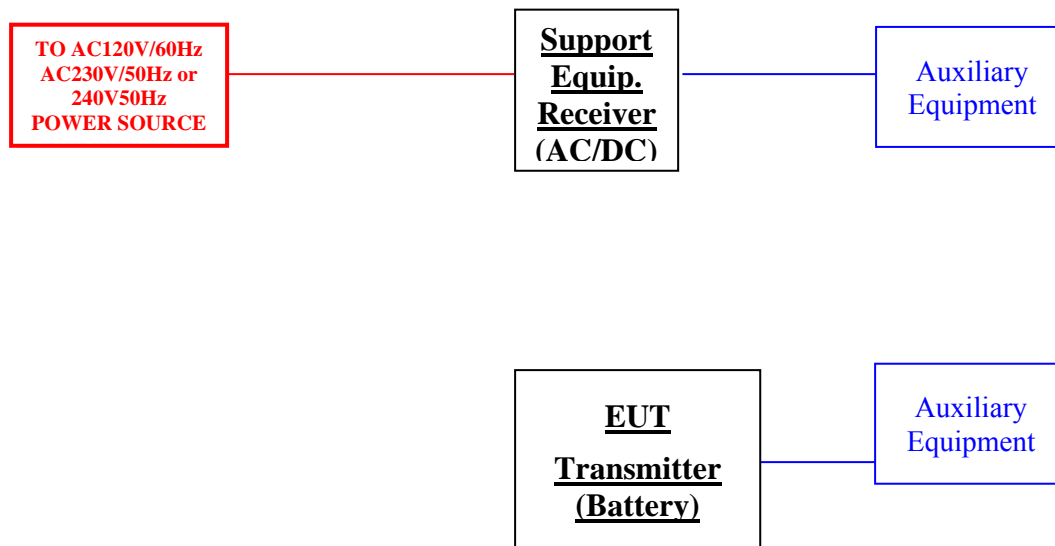 TO AC120V/60Hz
AC230V/50Hz or
240V50Hz
POWER SOURCE
Support
Equip.
Receiver
(AC/DC)
Auxiliary
Equipment
EUT
Transmitter
(Battery)
Auxiliary
Equipment